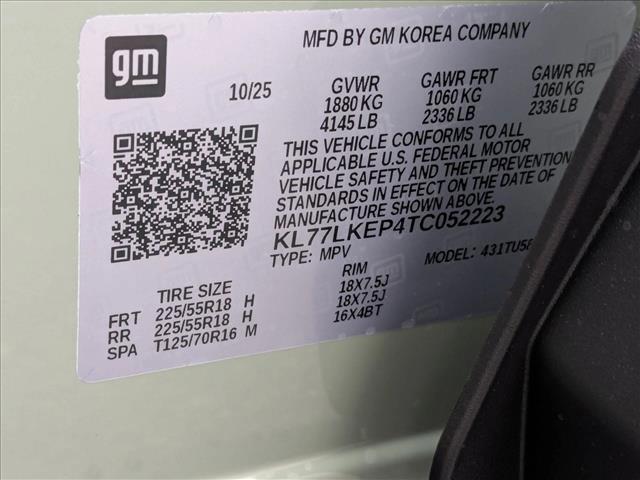 gm
MFD BY GM KOREA COMPANY
10/25 GVWR GAWR FRT GAWR RR
1880 KG 1060 KG 1060 KG
4145 LB 2336 LB 2336 LB
THIS VEHICLE CONFORMS TO ALL
APPLICABLE U.S. FEDERAL MOTOR
VEHICLE SAFETY AND THEFT PREVENTION
STANDARDS IN EFFECT ON THE DATE OF
MANUFACTURE SHOWN ABOVE.
KL77LKEP4TC052223
TYPE: MPV MODEL: 431TU58
TIRE SIZE RIM
FRT 225/55R18 H 18X7.5J
RR 225/55R18 H 18X7.5J
SPA T125/70R16 M 16X4BT